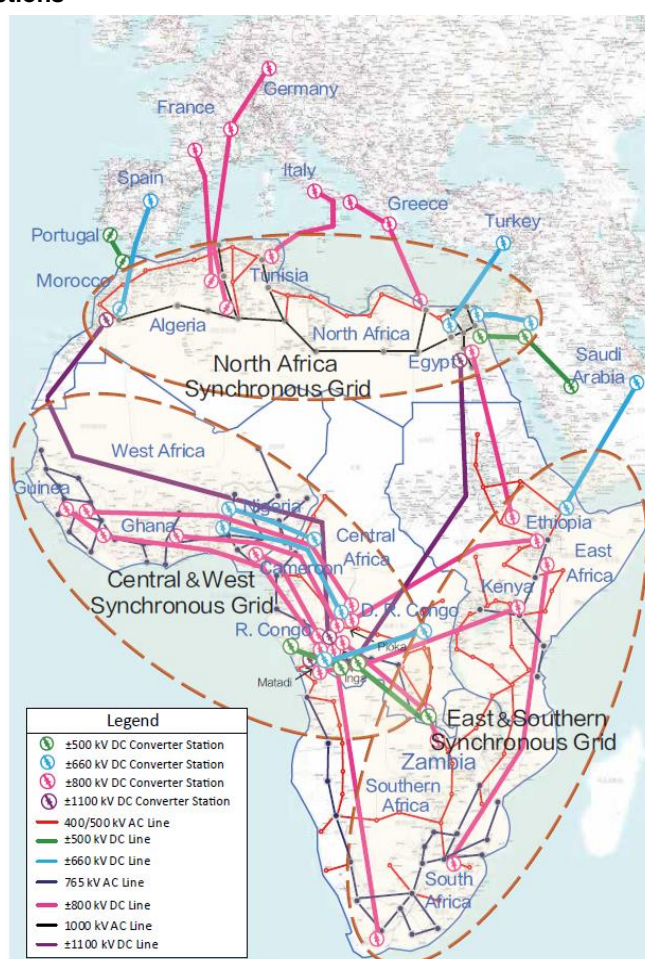 ctions
Germany
France
Spain
Italy
Greece
Turkey
Portugal
Morocco
Tunisia
Algeria
North Africa
Egypt
Saudi
Arabia
North Africa
Synchronous Grid
West Africa
Guinea
Nigeria
Ghana
Central
Africa
Cameroon
Ethiopia
East
Africa
Kenya
Central & West
Synchronous Grid
D. R. Congo
R. Congo
Pioka
Inga
Matadi
East & Southern
Synchronous Grid
Zambia
Southern
Africa
South
Africa
Legend
±500 kV DC Converter Station
±660 kV DC Converter Station
±800 kV DC Converter Station
±1100 kV DC Converter Station
400/500 kV AC Line
±500 kV DC Line
±660 kV DC Line
765 kV AC Line
±800 kV DC Line
1000 kV AC Line
±1100 kV DC Line